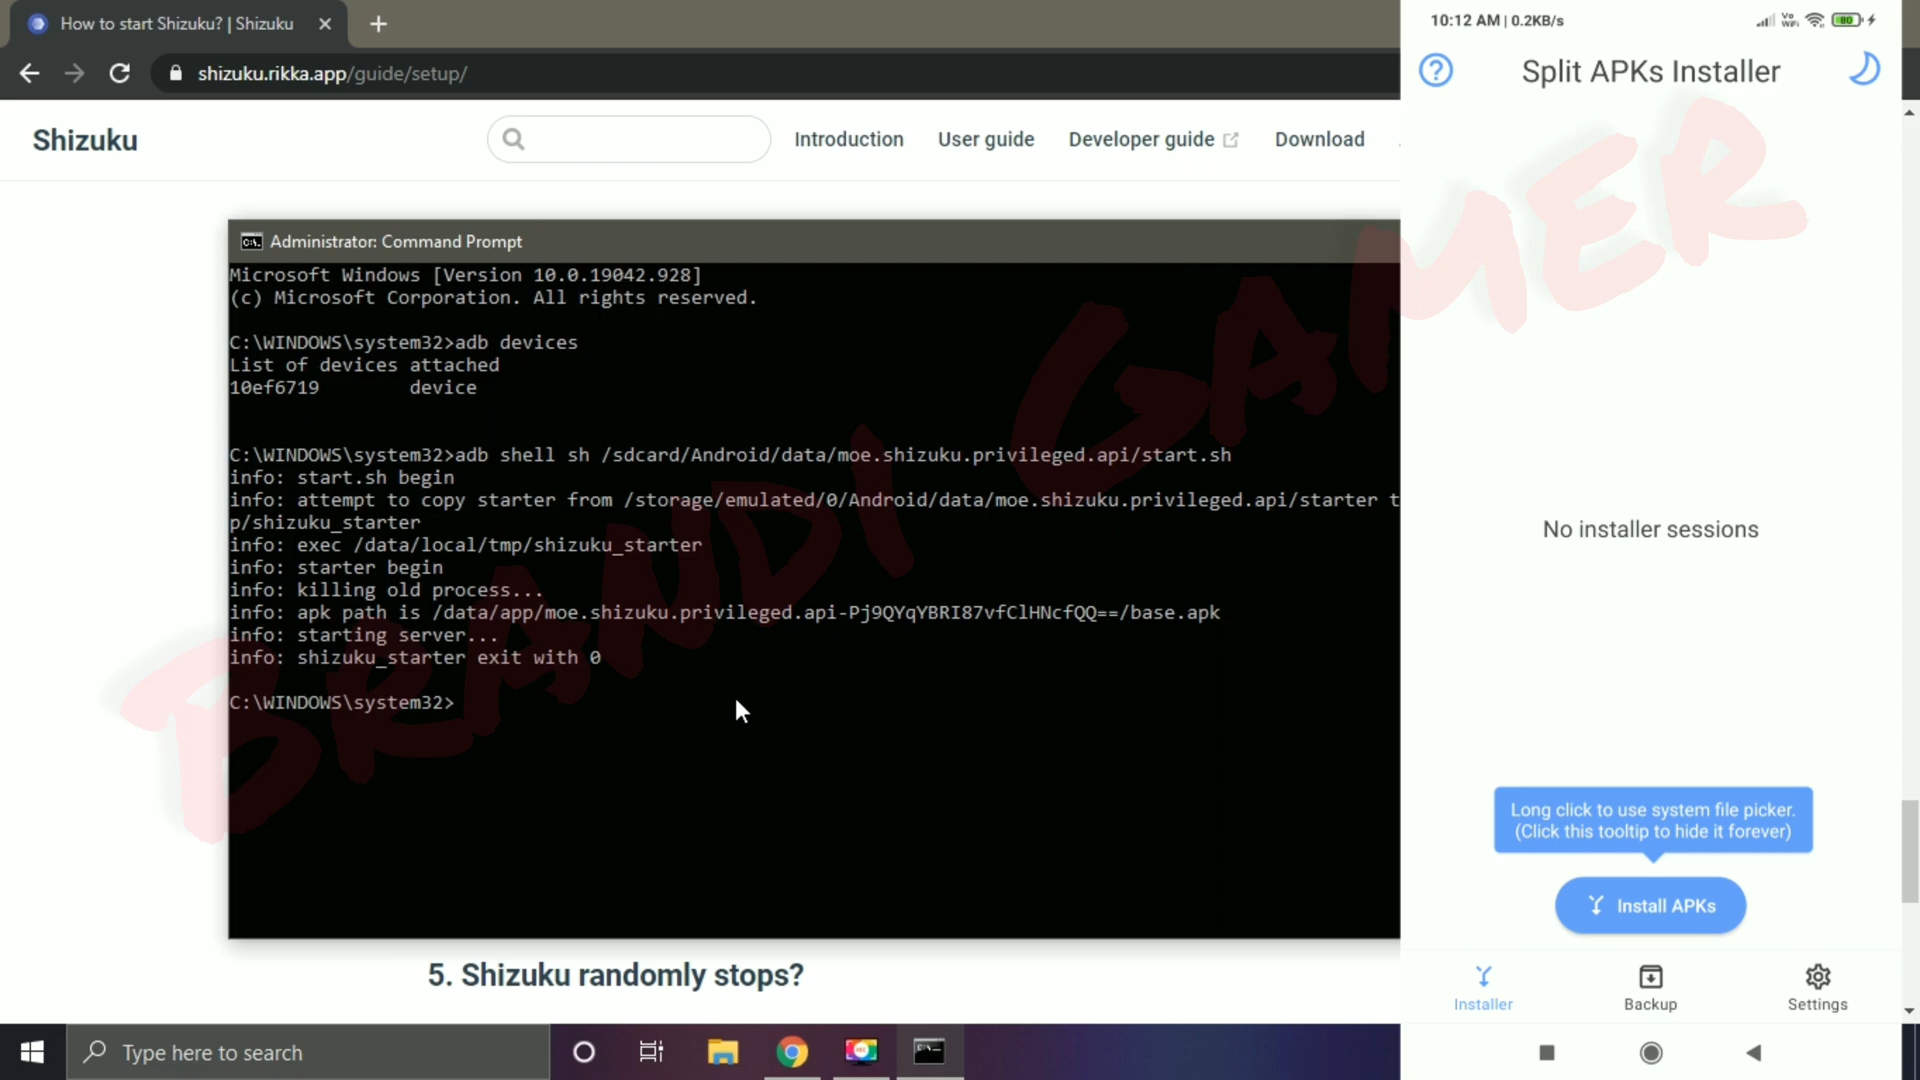 How to start Shizuku? | Shizuku
shizuku.rikka.app/guide/setup/
Shizuku
Introduction
User guide
Developer guide
Download
Administrator: Command Prompt
Microsoft Windows [Version 10.0.19042.928]
(c) Microsoft Corporation. All rights reserved.
C:\WINDOWS\system32>adb devices
List of devices attached
10ef6719 device
C:\WINDOWS\system32>adb shell sh /sdcard/Android/data/moe.shizuku.privileged.api/start.sh
info: start.sh begin
info: attempt to copy starter from /storage/emulated/0/Android/data/moe.shizuku.privileged.api/starter t
p/shizuku_starter
info: exec /data/local/tmp/shizuku_starter
info: starter begin
info: killing old process...
info: apk path is /data/app/moe.shizuku.privileged.api-Pj9QYqYBRI87vfClHNcfQQ==/base.apk
info: starting server...
info: shizuku_starter exit with 0
C:\WINDOWS\system32>
5. Shizuku randomly stops?
Type here to search
10:12 AM | 0.2KB/s
Vo
WiFi
80
Split APKs Installer
No installer sessions
Long click to use system file picker.
(Click this tooltip to hide it forever)
Install APKs
Installer
Backup
Settings
BRANDI GAMER